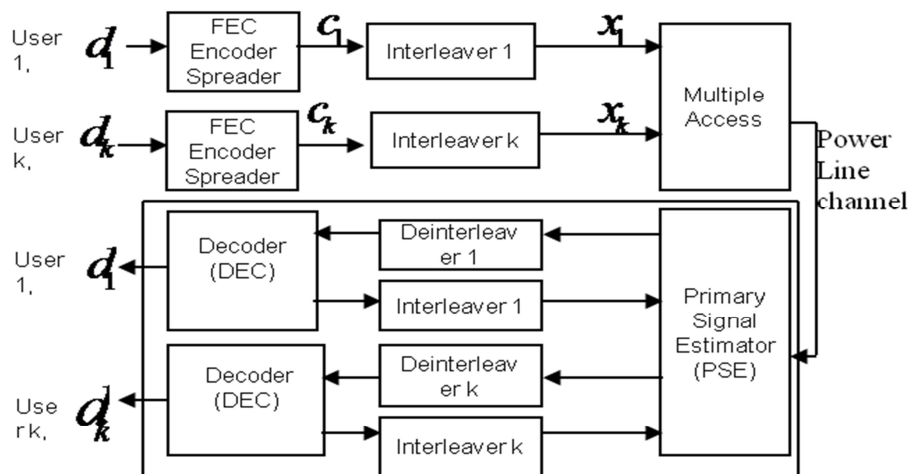 User
1,
d1
FEC
Encoder
Spreader
c1
Interleaver 1
x1
Multiple
Access
User
k,
dk
FEC
Encoder
Spreader
ck
Interleaver k
xk
Power
Line
channel
User
1,
d1
Decoder
(DEC)
Deinterleav
er 1
Interleaver 1
Primary
Signal
Estimator
(PSE)
Use
r k,
dk
Decoder
(DEC)
Deinterleav
er k
Interleaver k